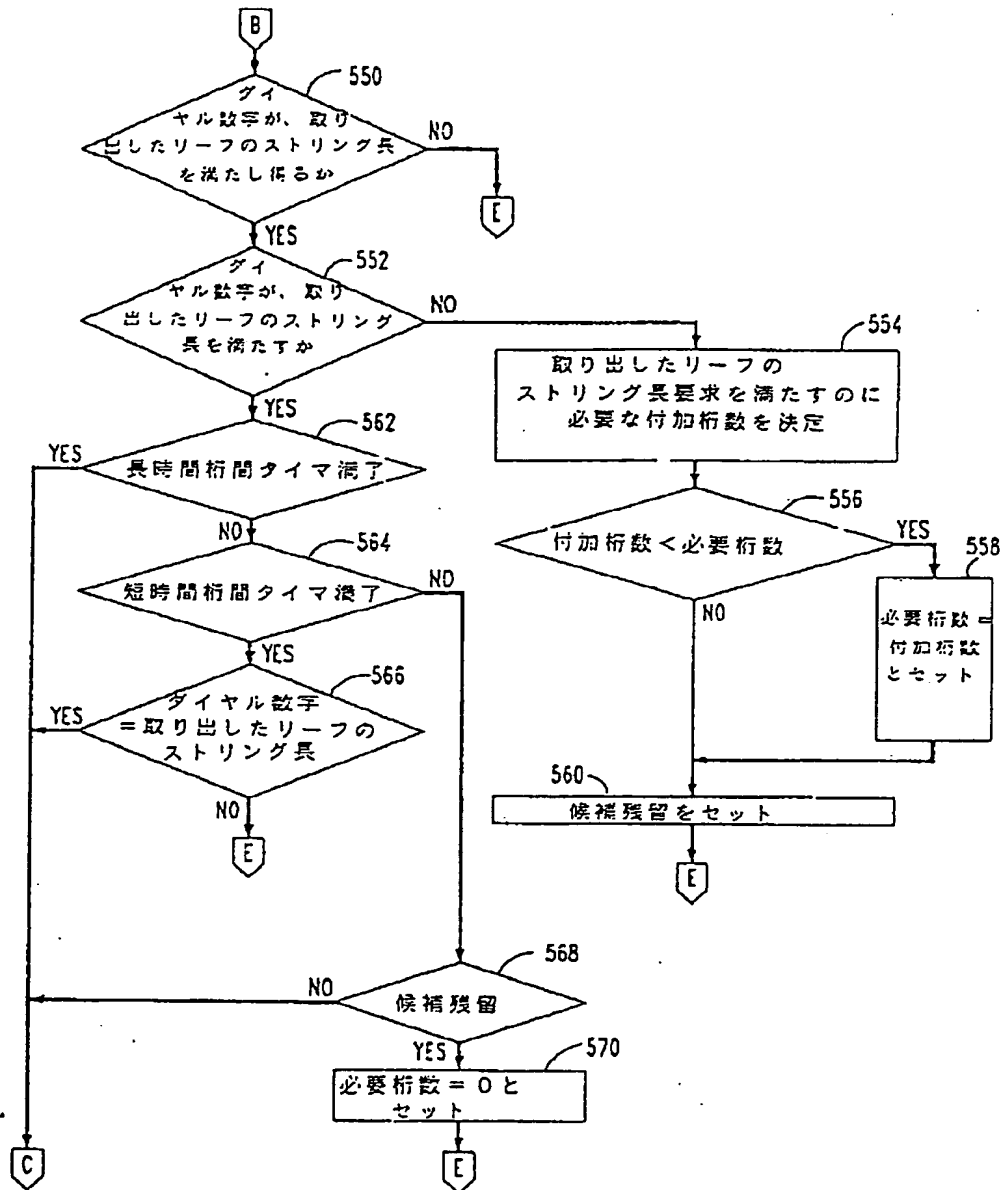 B
550
ダイ
ヤル数字が、取り
出したリーフのストリング長
を満たし得るか
NO
E
YES
552
ダイ
ヤル数字が、取り
出したリーフのストリング
長を満たすか
NO
554
取り出したリーフの
ストリング長要求を満たすのに
必要な付加桁数を決定
YES
562
YES
長時間桁間タイマ満了
556
付加桁数<必要桁数
YES
558
NO
564
短時間桁間タイマ満了
NO
NO
必要桁数=
付加桁数
とセット
YES
566
YES
ダイヤル数字
=取り出したリーフの
ストリング長
560
候補残留をセット
NO
E
E
568
NO
候補残留
YES
570
必要桁数=0と
セット
C
E